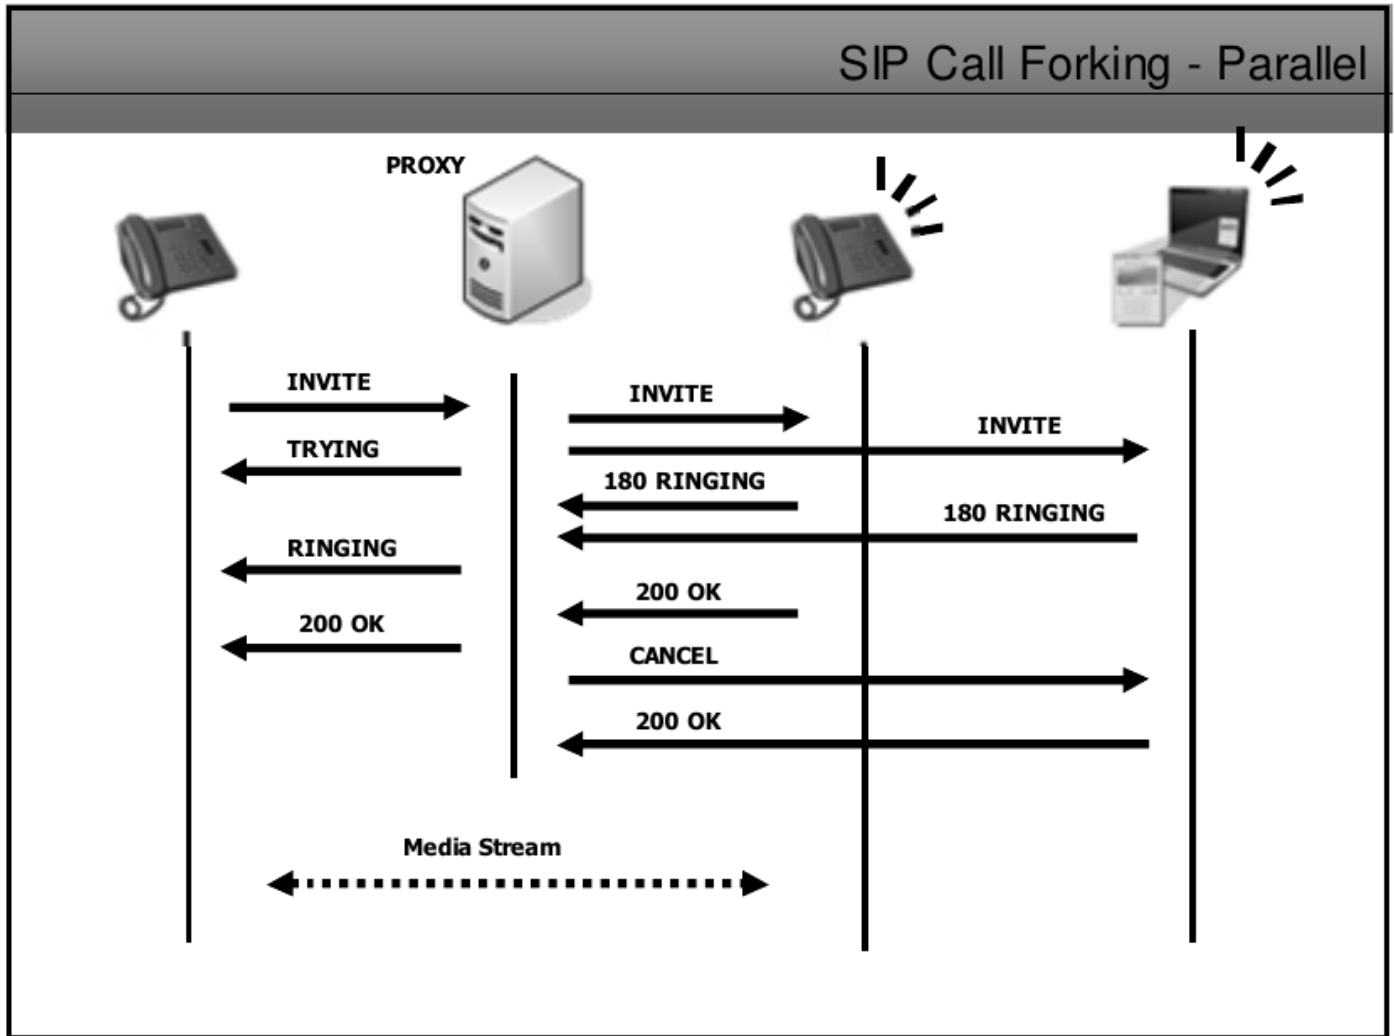 SIP Call Forking - Parallel
PROXY
INVITE
INVITE
INVITE
TRYING
180 RINGING
180 RINGING
RINGING
200 OK
200 OK
CANCEL
200 OK
Media Stream